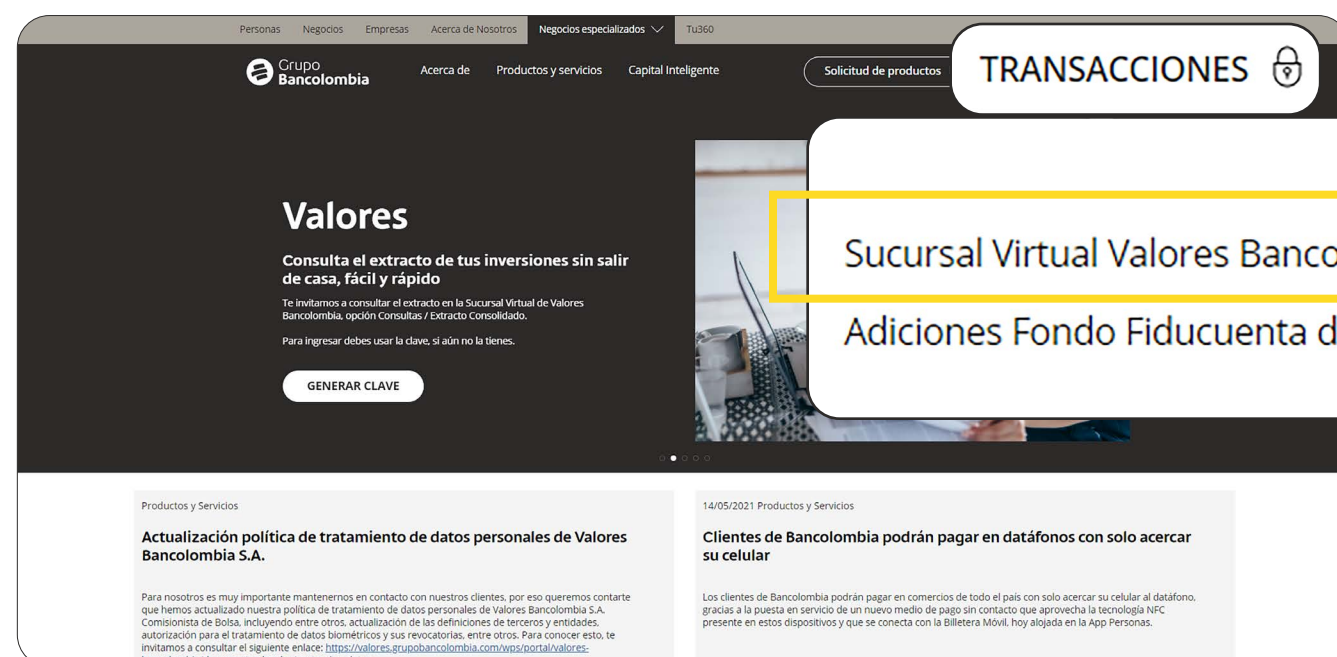 Personas Negocios Empresas Acerca de Nosotros Negocios especializados Tu360
Grupo
Bancolombia
Acerca de Productos y servicios Capital Inteligente Solicitud de productos
TRANSACCIONES
Sucursal Virtual Valores Banco
Adiciones Fondo Fiducuenta d
Valores
Consulta el extracto de tus inversiones sin salir
de casa, fácil y rápido
Te invitamos a consultar el extracto en la Sucursal Virtual de Valores
Bancolombia, opción Consultas / Extracto Consolidado.
Para ingresar debes usar la clave, si aún no la tienes.
GENERAR CLAVE
Productos y Servicios
Actualización política de tratamiento de datos personales de Valores
Bancolombia S.A.
Para nosotros es muy importante mantenernos en contacto con nuestros clientes, por eso queremos contarte
que hemos actualizado nuestra política de tratamiento de datos personales de Valores Bancolombia S.A.
Comisionista de Bolsa, incluyendo entre otros, actualización de las definiciones de terceros y entidades,
autorización para el tratamiento de datos biométricos y sus revocatorias, entre otros. Para conocer esto, te
invitamos a consultar el siguiente enlace: https://valores.grupobancolombia.com/wps/portal/valores-
14/05/2021 Productos y Servicios
Clientes de Bancolombia podrán pagar en datáfonos con solo acercar
su celular
Los clientes de Bancolombia podrán pagar en comercios de todo el país con solo acercar su celular al datáfono,
gracias a la puesta en servicio de un nuevo medio de pago sin contacto que aprovecha la tecnología NFC
presente en estos dispositivos y que se conecta con la Billetera Móvil, hoy alojada en la App Personas.